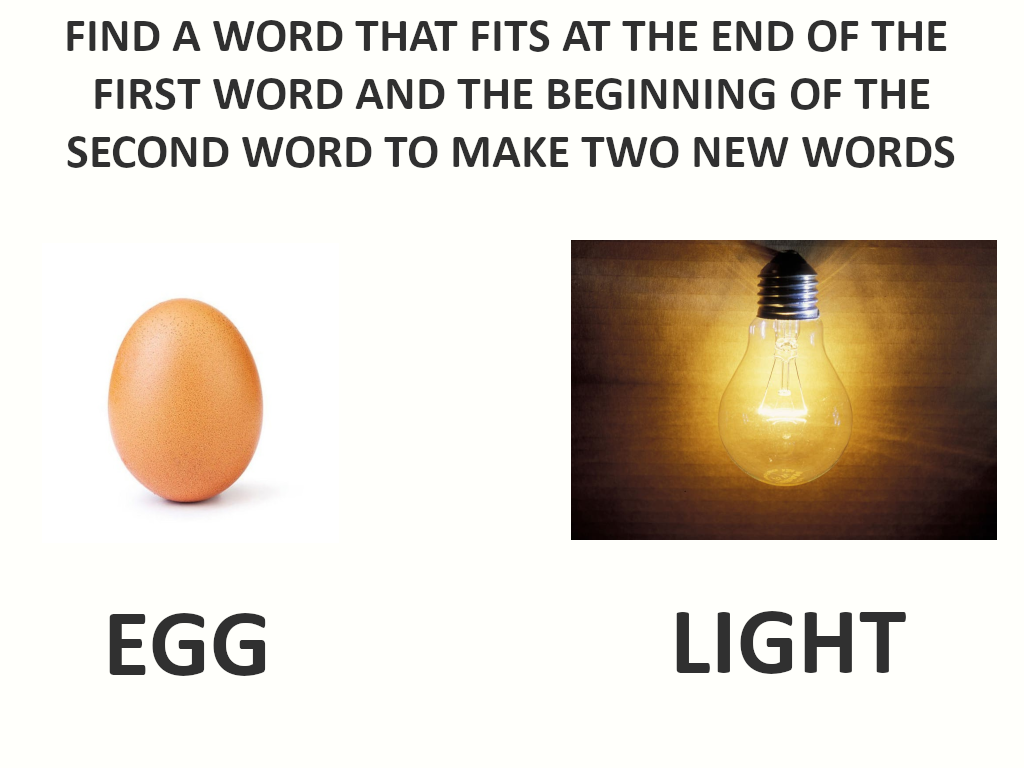 FIND A WORD THAT FITS AT THE END OF THE
FIRST WORD AND THE BEGINNING OF THE
SECOND WORD TO MAKE TWO NEW WORDS
EGG
LIGHT